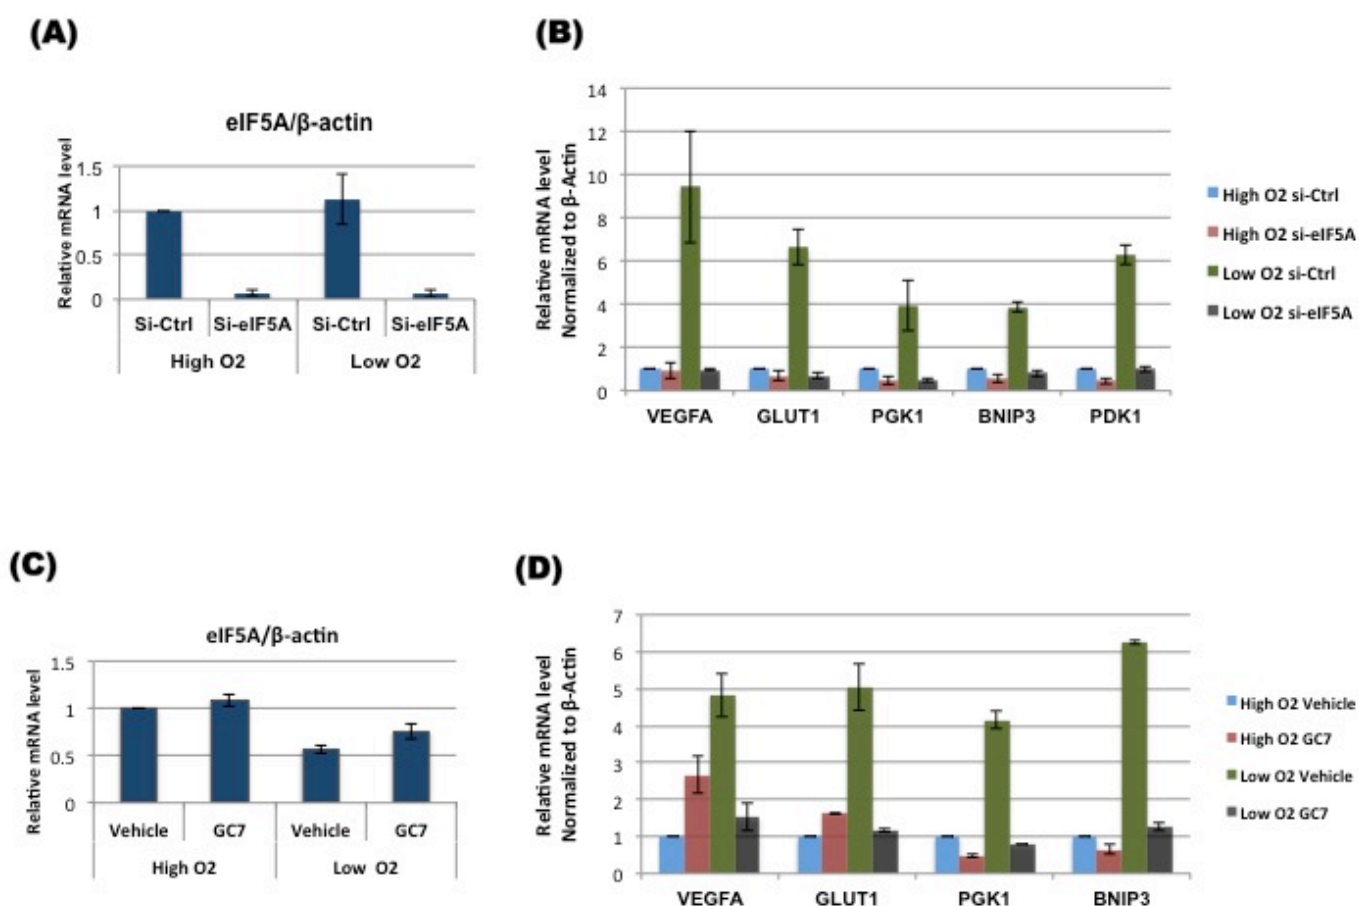 (A)
eIF5A/β-actin
Relative mRNA level
1.5
1
0.5
0
Si-Ctrl Si-eIF5A Si-Ctrl Si-eIF5A
High O2 Low O2
(B)
Relative mRNA level
Normalized to β-Actin
14
12
10
8
6
4
2
0
VEGFA GLUT1 PGK1 BNIP3 PDK1
High O2 si-Ctrl
High O2 si-eIF5A
Low O2 si-Ctrl
Low O2 si-eIF5A
(C)
eIF5A/β-actin
Relative mRNA level
1.5
1
0.5
0
Vehicle GC7 Vehicle GC7
High O2 Low O2
(D)
Relative mRNA level
Normalized to β-Actin
7
6
5
4
3
2
1
0
VEGFA GLUT1 PGK1 BNIP3
High O2 Vehicle
High O2 GC7
Low O2 Vehicle
Low O2 GC7